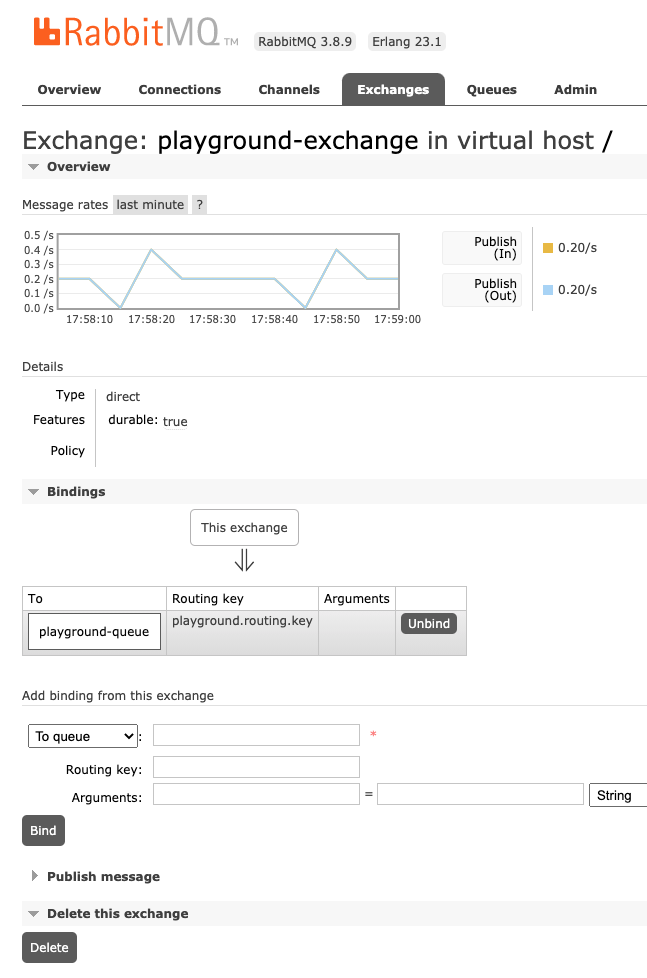 RabbitMQ TM RabbitMQ 3.8.9 Erlang 23.1
Overview Connections Channels Exchanges Queues Admin
Exchange: playground-exchange in virtual host /
Overview
Message rates last minute ?
0.5 /s
0.4 /s
0.3 /s
0.2 /s
0.1 /s
0.0 /s
17:58:10 17:58:20 17:58:30 17:58:40 17:58:50 17:59:00
Publish
(In)
0.20/s
Publish
(Out)
0.20/s
Details
Type direct
Features durable: true
Policy
Bindings
This exchange
⇓
To Routing key Arguments
playground-queue playground.routing.key Unbind
Add binding from this exchange
To queue : *
Routing key:
Arguments: = String
Bind
Publish message
Delete this exchange
Delete